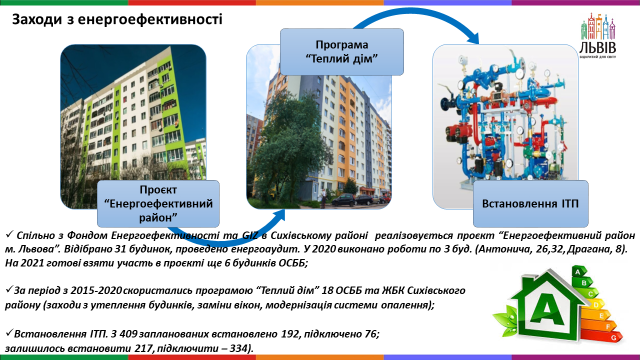 Заходи з енергоефективності
ЛЬВІВ
Програма
“Теплий дім”
Проєкт
“Енергоефективний
район”
Встановлення ІТП
✓ Спільно з Фондом Енергоефективності та GIZ в Сихівському районі реалізовується проект “Енергоефективний район
м. Львова”. Відібрано 31 будинок, проведено енергоаудит. У 2020 виконано роботи по 3 буд. (Антонича, 26,32, Драгана, 8).
На 2021 готові взяти участь в проекті ще 6 будинків ОСББ;
✓За період з 2015-2020 скористались програмою “Теплий дім” 18 ОСББ та ЖБК Сихівського
району (заходи з утеплення будинків, заміни вікон, модернізація системи опалення);
✓Встановлення ІТП. З 409 запланованих встановлено 192, підключено 76;
залишилось встановити 217, підключити – 334).
A
A
B
C
D
E
F
G